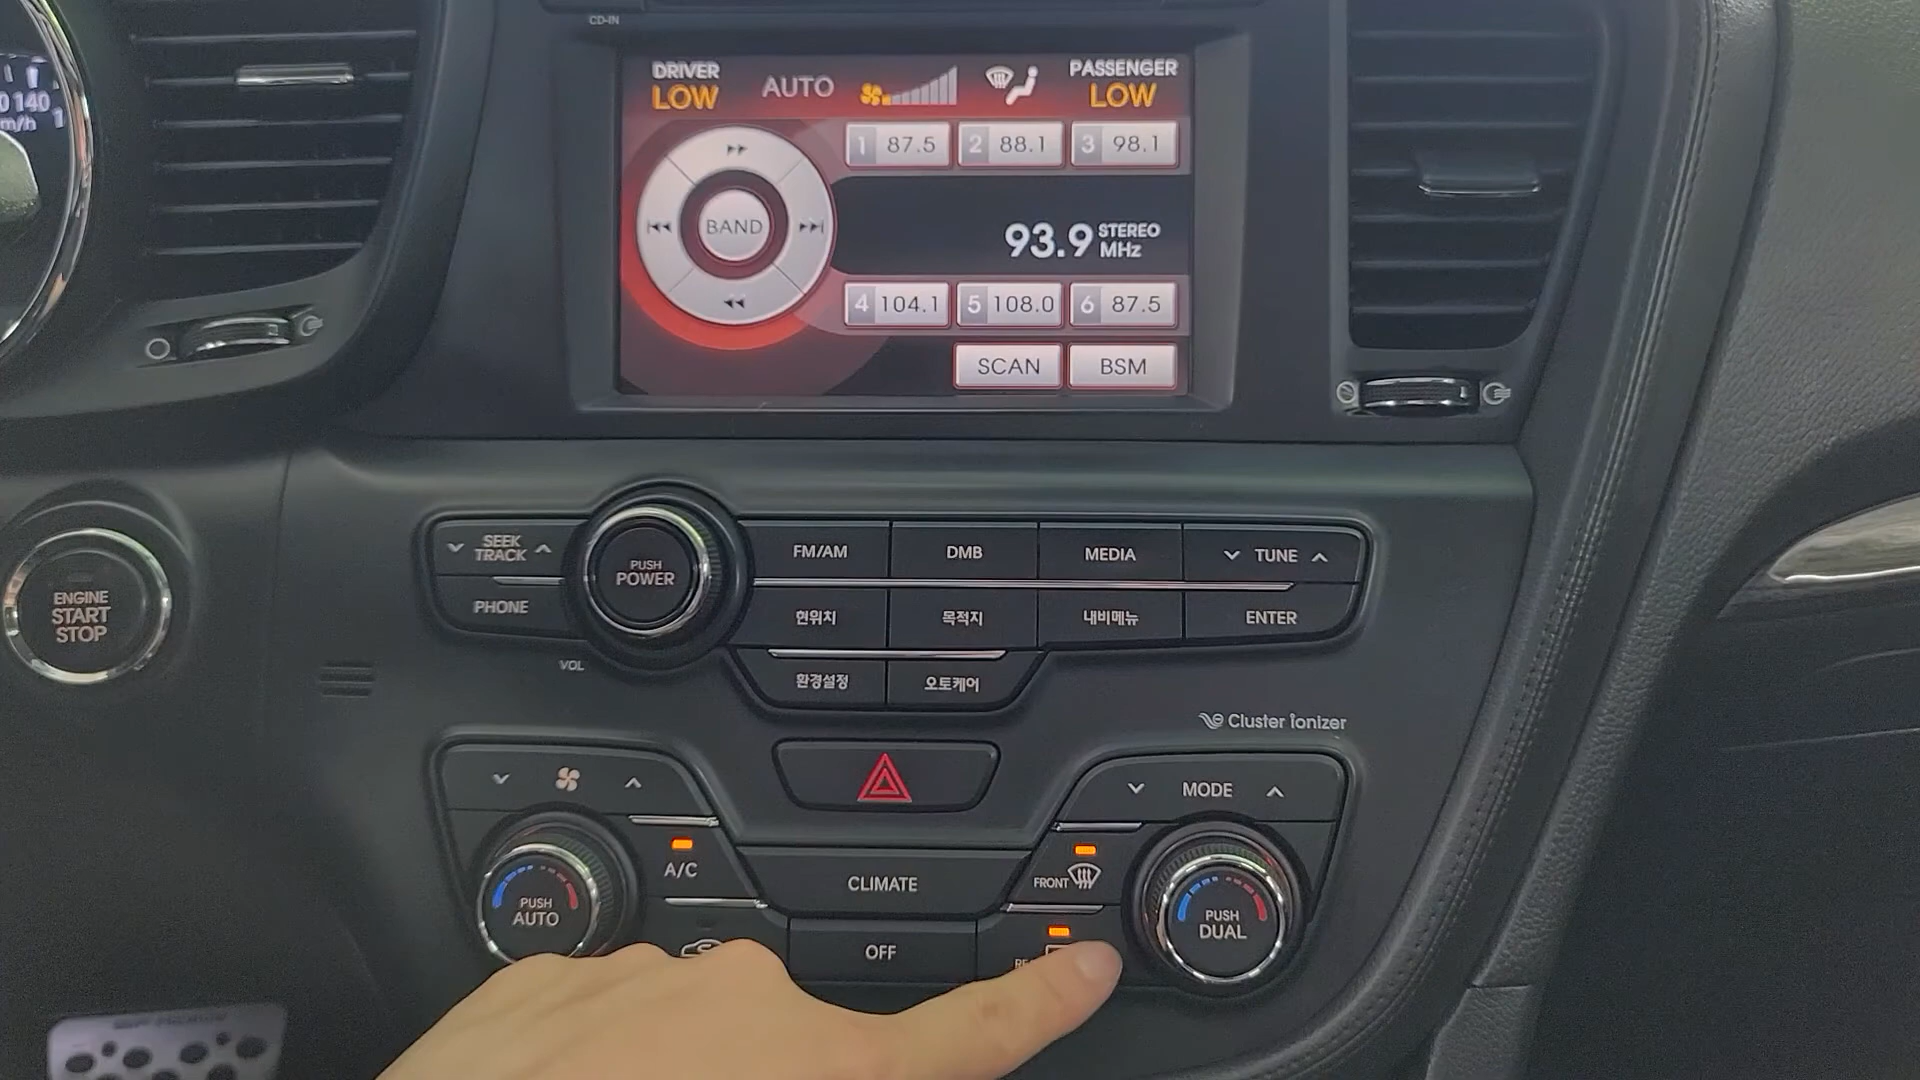 CD-IN
DRIVER
LOW
AUTO
PASSENGER
LOW
1 87.5
2 88.1
3 98.1
BAND
93.9 STEREO
MHz
4 104.1
5 108.0
6 87.5
SCAN
BSM
140
m/h
ENGINE
START
STOP
SEEK
TRACK
PHONE
PUSH
POWER
VOL
FM/AM
DMB
MEDIA
TUNE
현위치
목적지
내비메뉴
ENTER
환경설정
오토케어
Cluster ionizer
MODE
A/C
PUSH
AUTO
CLIMATE
OFF
FRONT
PUSH
DUAL